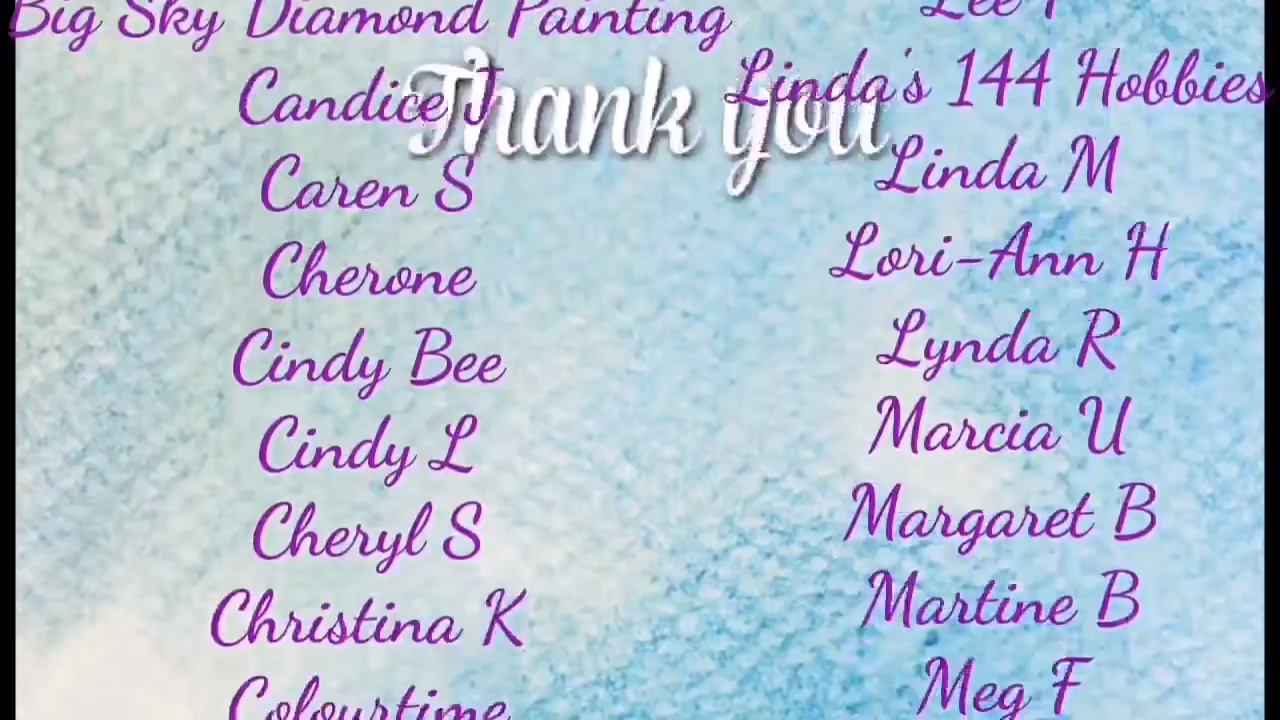 Thank you
Big Sky Diamond Painting
Candice J
Caren S
Cherone
Cindy Bee
Cindy L
Cheryl S
Christina K
Colourtime
Lee
Linda's 144 Hobbies
Linda M
Lori-Ann H
Lynda R
Marcia U
Margaret B
Martine B
Meg F